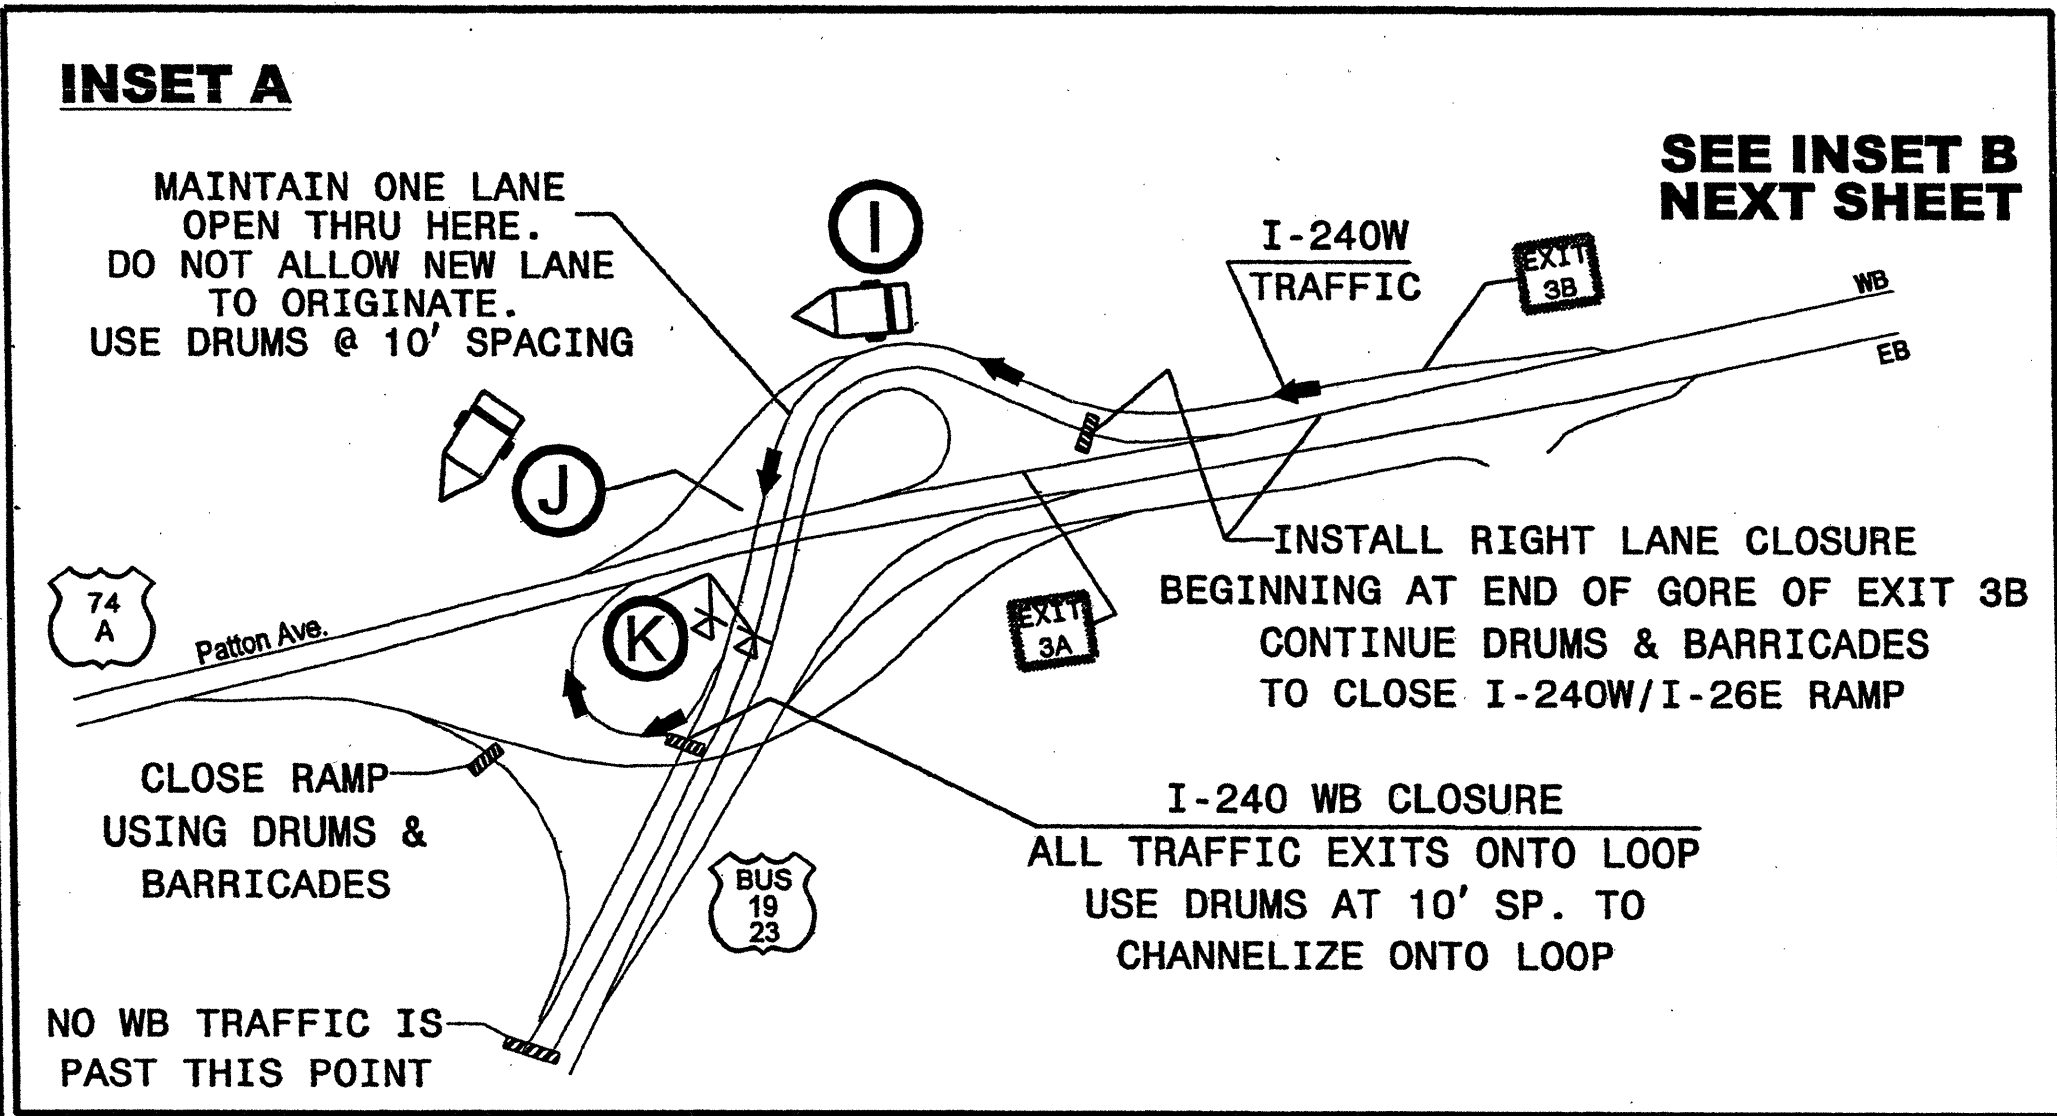 INSET A
SEE INSET B
NEXT SHEET
MAINTAIN ONE LANE
OPEN THRU HERE.
DO NOT ALLOW NEW LANE
TO ORIGINATE.
USE DRUMS @ 10' SPACING
I
I-240W
TRAFFIC
EXIT
3B
WB
EB
J
INSTALL RIGHT LANE CLOSURE
BEGINNING AT END OF GORE OF EXIT 3B
CONTINUE DRUMS & BARRICADES
TO CLOSE I-240W/I-26E RAMP
74
A
Patton Ave.
K
EXIT
3A
CLOSE RAMP
USING DRUMS &
BARRICADES
I-240 WB CLOSURE
ALL TRAFFIC EXITS ONTO LOOP
USE DRUMS AT 10' SP. TO
CHANNELIZE ONTO LOOP
BUS
19
23
NO WB TRAFFIC IS
PAST THIS POINT